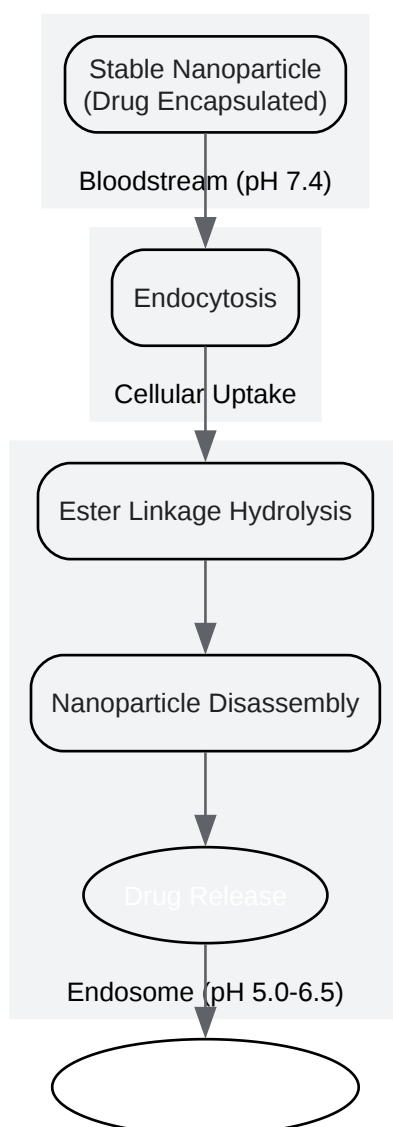 Stable Nanoparticle
(Drug Encapsulated)
Bloodstream (pH 7.4)
Endocytosis
Cellular Uptake
Ester Linkage Hydrolysis
Nanoparticle Disassembly
Drug Release
Endosome (pH 5.0-6.5)